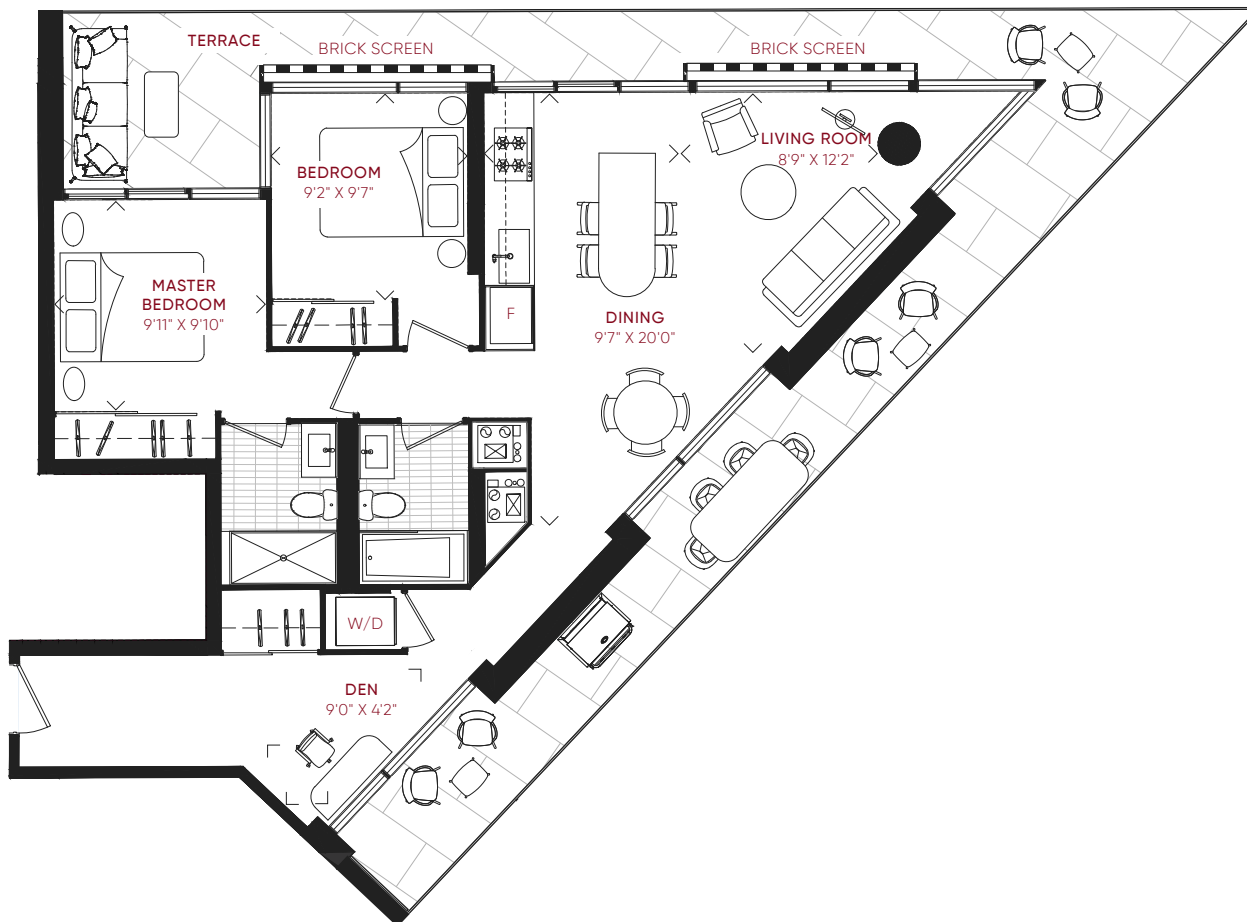 TERRACE
BRICK SCREEN
BRICK SCREEN
LIVING ROOM
8'9" X 12'2"
BEDROOM
9'2" X 9'7"
MASTER
BEDROOM
9'11" X 9'10"
F
DINING
9'7" X 20'0"
W/D
DEN
9'0" X 4'2"